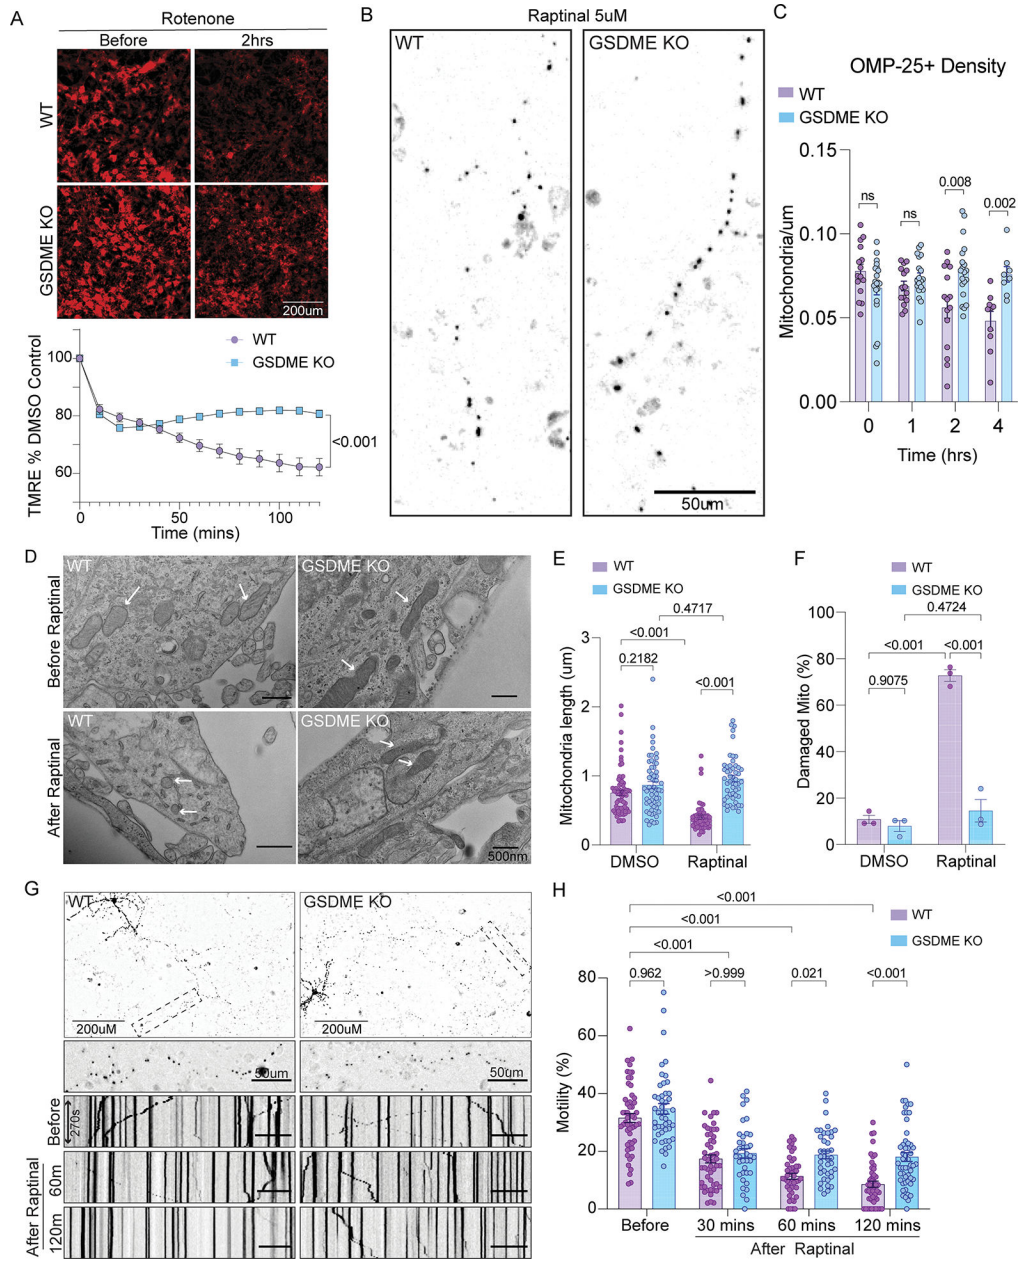 A
Rotenone
Before
2hrs
WT
GSDME KO
200um
WT
GSDME KO
TMRE % DMSO Control
100
80
60
<0.001
0
50
100
Time (mins)
B
Raptinal 5uM
WT
GSDME KO
50um
C
OMP-25+ Density
WT
GSDME KO
Mitochondria/um
0.15
0.10
0.05
0.00
ns
ns
0.008
0.002
0
1
2
4
Time (hrs)
D
Before Raptinal
WT
GSDME KO
After Raptinal
WT
GSDME KO
500nm
E
WT
GSDME KO
Mitochondria length (um)
3
2
1
0
0.4717
<0.001
0.2182
<0.001
DMSO
Raptinal
F
WT
GSDME KO
Damaged Mito (%)
100
80
60
40
20
0
0.4724
<0.001
<0.001
0.9075
DMSO
Raptinal
G
WT
GSDME KO
200uM
200uM
50um
50um
Before
270s
After Raptinal
60m
120m
H
WT
GSDME KO
Motility (%)
80
60
40
20
0
<0.001
<0.001
<0.001
0.962
>0.999
0.021
<0.001
Before
30 mins
60 mins
120 mins
After Raptinal